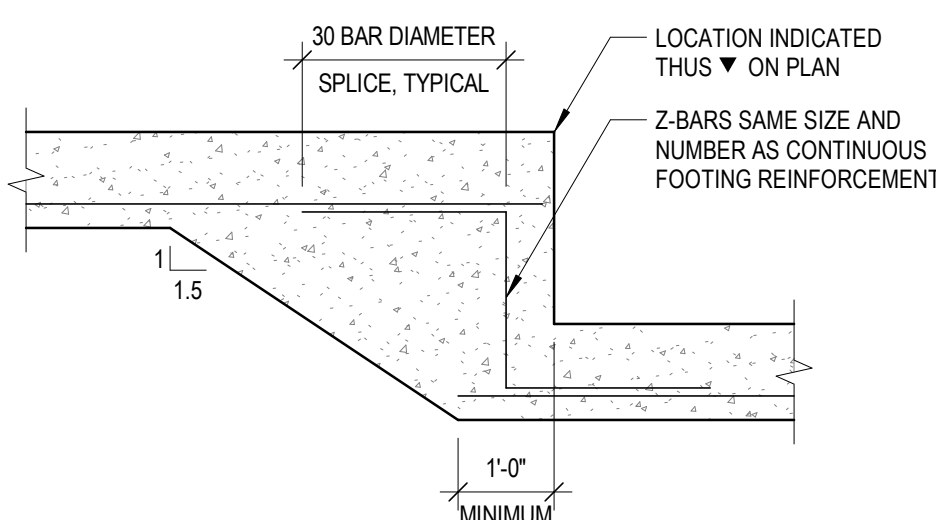 30 BAR DIAMETER
SPLICE, TYPICAL
LOCATION INDICATED
THUS ▼ ON PLAN
Z-BARS SAME SIZE AND
NUMBER AS CONTINUOUS
FOOTING REINFORCEMENT
1
1.5
1'-0"
MINIMUM